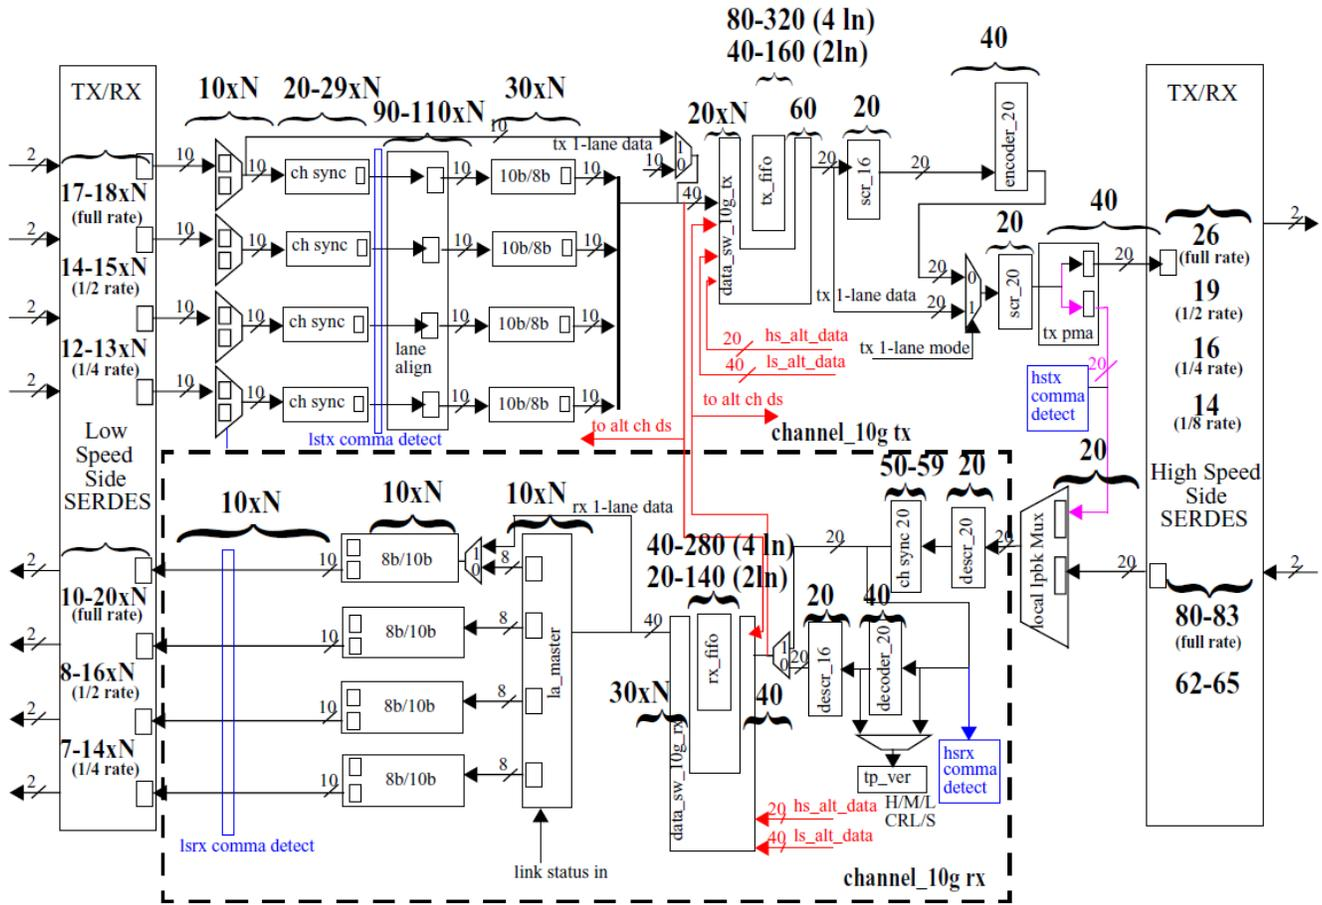 80-320 (4 ln)
40-160 (2ln)
40
TX/RX
10xN
20-29xN
90-110xN
30xN
20xN
60
20
TX/RX
10
tx 1-lane data
10
1
0
2
10
10
ch sync
10
10b/8b
10
40
data_sw_10g_tx
tx_fifo
20
scr_16
20
encoder_20
17-18xN
(full rate)
40
2
2
10
10
ch sync
10
10b/8b
10
20
26
(full rate)
14-15xN
(1/2 rate)
20
0
scr_20
20
19
(1/2 rate)
tx 1-lane data
20
1
2
10
10
ch sync
10
10b/8b
10
tx pma
12-13xN
(1/4 rate)
lane
align
20
hs_alt_data
40
ls_alt_data
tx 1-lane mode
16
(1/4 rate)
20
hstx
comma
detect
2
10
10
ch sync
10
10b/8b
10
to alt ch ds
14
(1/8 rate)
Low
Speed
Side
SERDES
lstx comma detect
to alt ch ds
channel_10g tx
20
50-59
20
High Speed
Side
SERDES
10xN
10xN
10xN
rx 1-lane data
40-280 (4 ln)
20-140 (2ln)
20
ch sync 20
descr_20
20
local lpbk Mux
20
2
2
10
8b/10b
1
0
8
10-20xN
(full rate)
20
40
80-83
(full rate)
2
10
8b/10b
8
la_master
40
rx_fifo
1
0
20
descr_16
decoder_20
8-16xN
(1/2 rate)
30xN
40
62-65
2
10
8b/10b
8
data_sw_10g_rx
7-14xN
(1/4 rate)
hsrx
comma
detect
tp_ver
2
10
8b/10b
8
H/M/L
CRL/S
20
hs_alt_data
40
ls_alt_data
lsrx comma detect
link status in
channel_10g rx